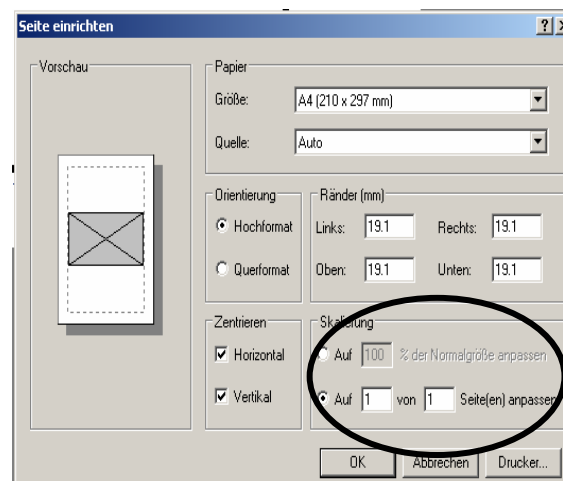 Seite einrichten
Vorschau
Papier
Größe: A4 (210 x 297 mm)
Quelle: Auto
Orientierung
Hochformat
Querformat
Ränder (mm)
Links: 19.1 Rechts: 19.1
Oben: 19.1 Unten: 19.1
Zentrieren
Horizontal
Vertikal
Skalierung
Auf 100 % der Normalgröße anpassen
Auf 1 von 1 Seite(en) anpassen
OK Abbrechen Drucker...